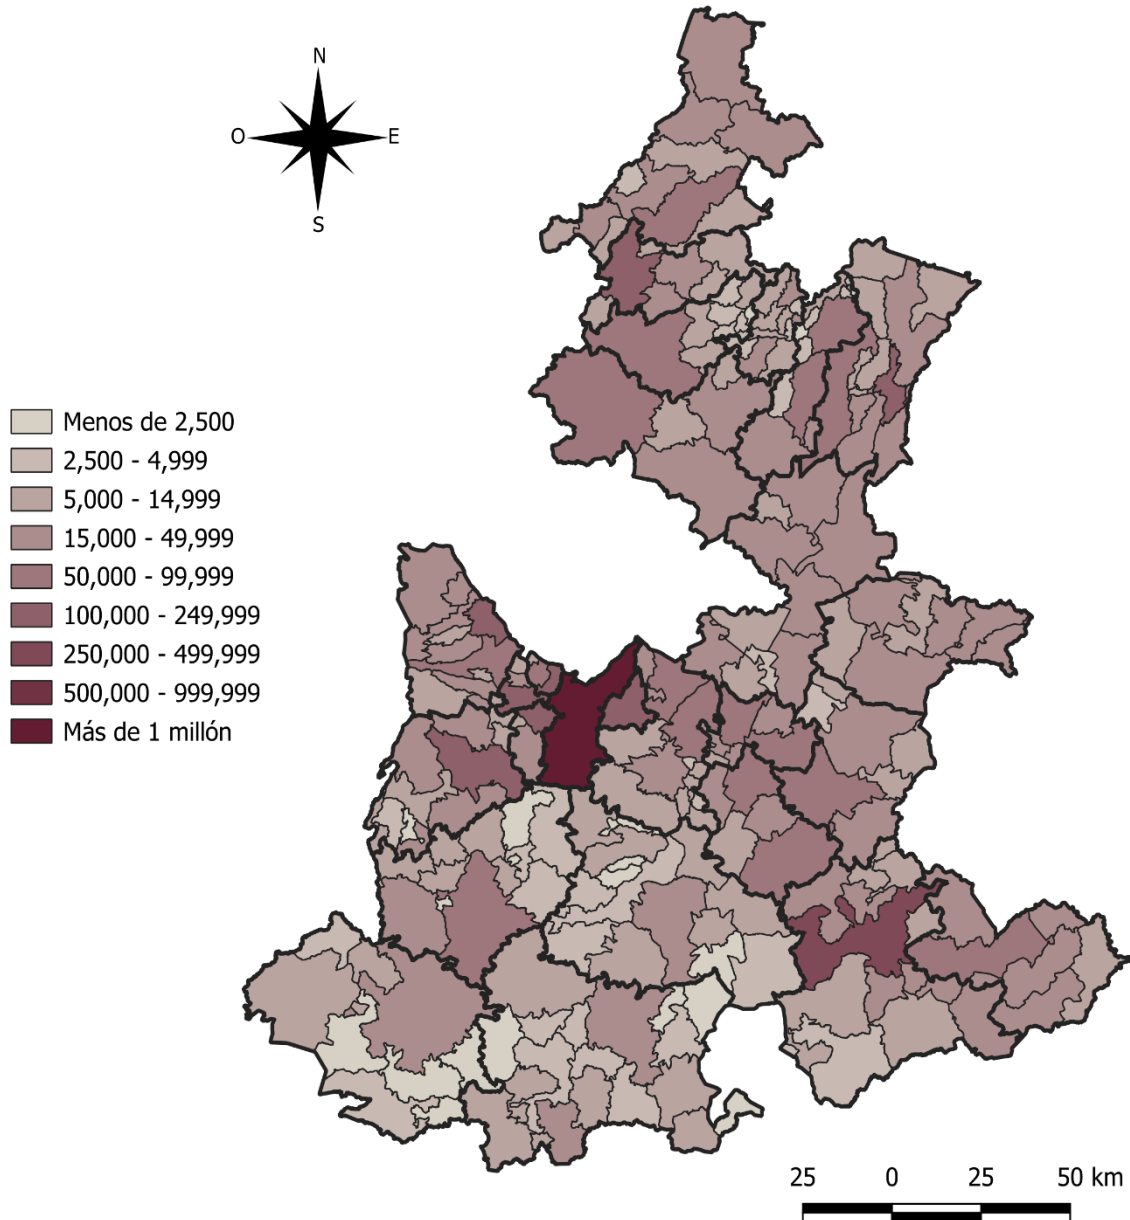 N
O
E
S
Menos de 2,500
2,500 - 4,999
5,000 - 14,999
15,000 - 49,999
50,000 - 99,999
100,000 - 249,999
250,000 - 499,999
500,000 - 999,999
Más de 1 millón
25 0 25 50 km